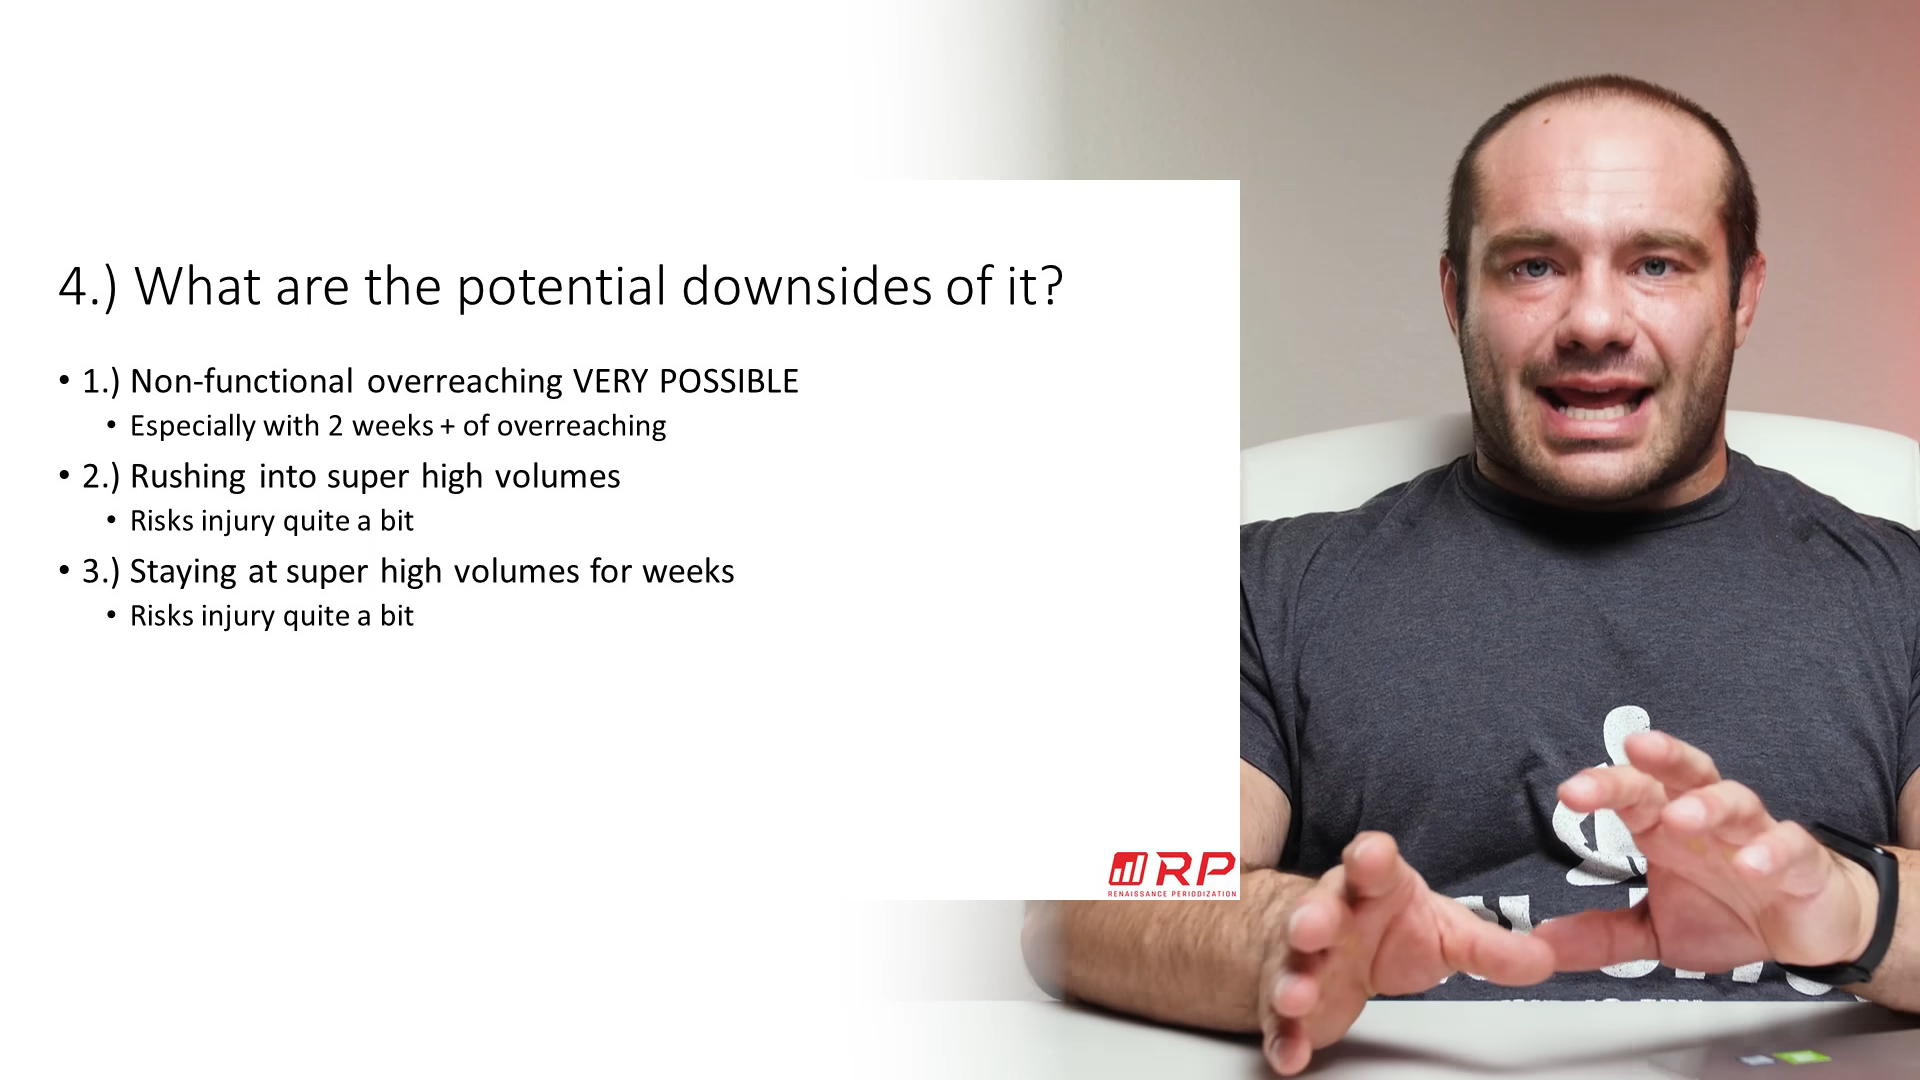 4.) What are the potential downsides of it?
• 1.) Non-functional overreaching VERY POSSIBLE
• Especially with 2 weeks + of overreaching
• 2.) Rushing into super high volumes
• Risks injury quite a bit
• 3.) Staying at super high volumes for weeks
• Risks injury quite a bit
RP
RENAISSANCE PERIODIZATION